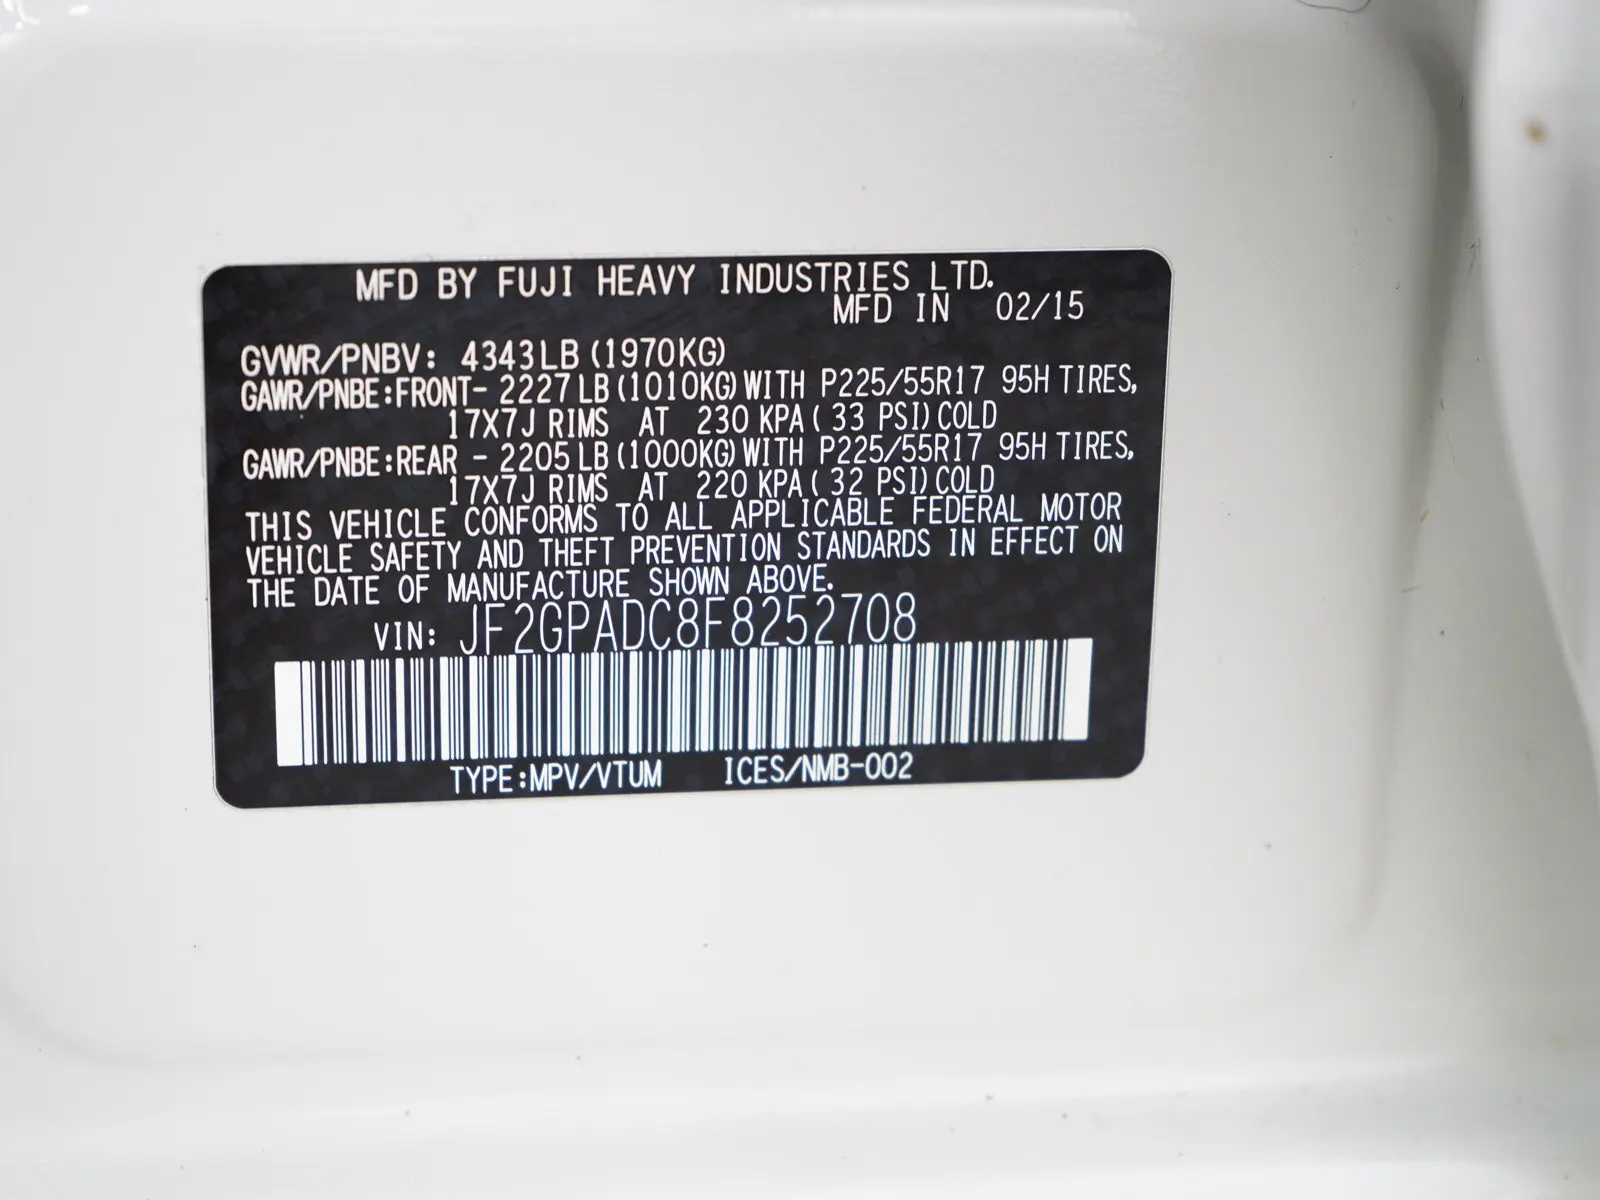 MFD BY FUJI HEAVY INDUSTRIES LTD.
MFD IN 02/15
GVWR/PNBV: 4343LB (1970KG)
GAWR/PNBE:FRONT- 2227LB (1010KG) WITH P225/55R17 95H TIRES,
17X7J RIMS AT 230 KPA( 33 PSI) COLD
GAWR/PNBE:REAR - 2205LB (1000KG) WITH P225/55R17 95H TIRES,
17X7J RIMS AT 220 KPA( 32 PSI) COLD
THIS VEHICLE CONFORMS TO ALL APPLICABLE FEDERAL MOTOR
VEHICLE SAFETY AND THEFT PREVENTION STANDARDS IN EFFECT ON
THE DATE OF MANUFACTURE SHOWN ABOVE.
VIN: JF2GPADC8F8252708
TYPE:MPV/VTUM ICES/NMB-002